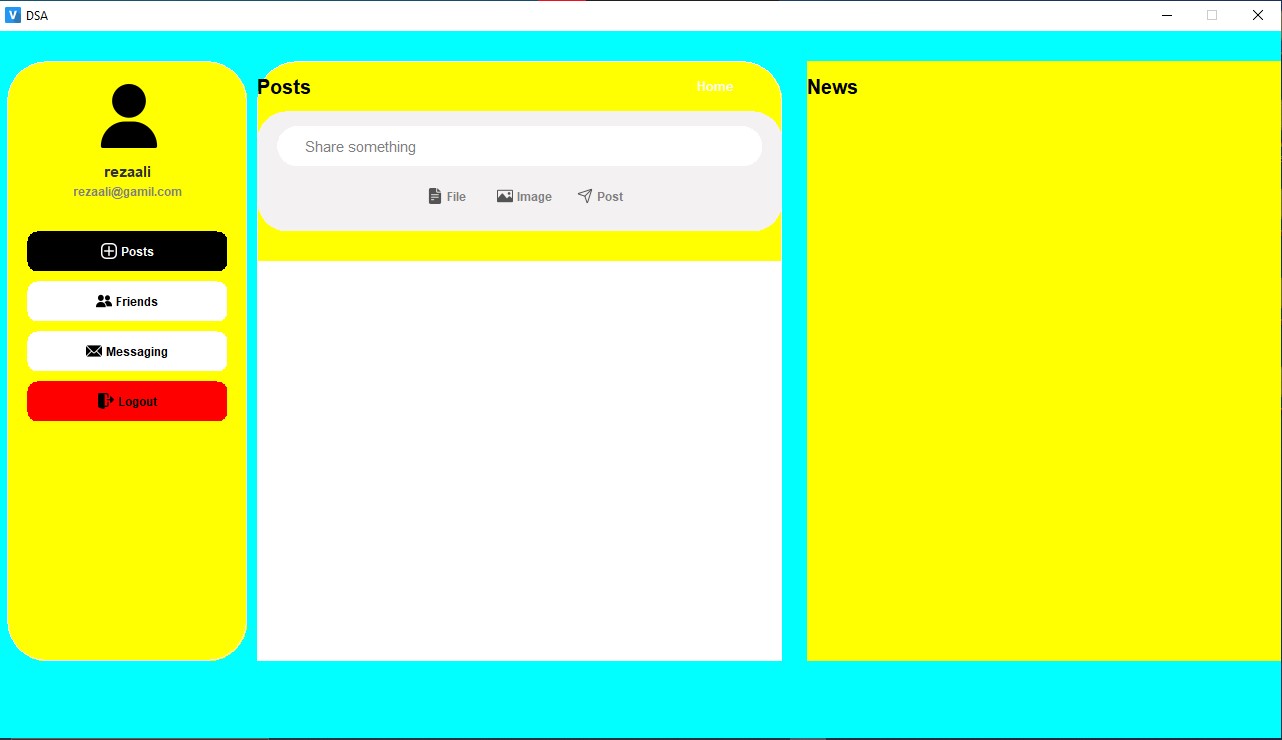 V DSA
rezaali
rezaali@gamil.com
Posts
Friends
Messaging
Logout
Posts
Home
Share something
File
Image
Post
News